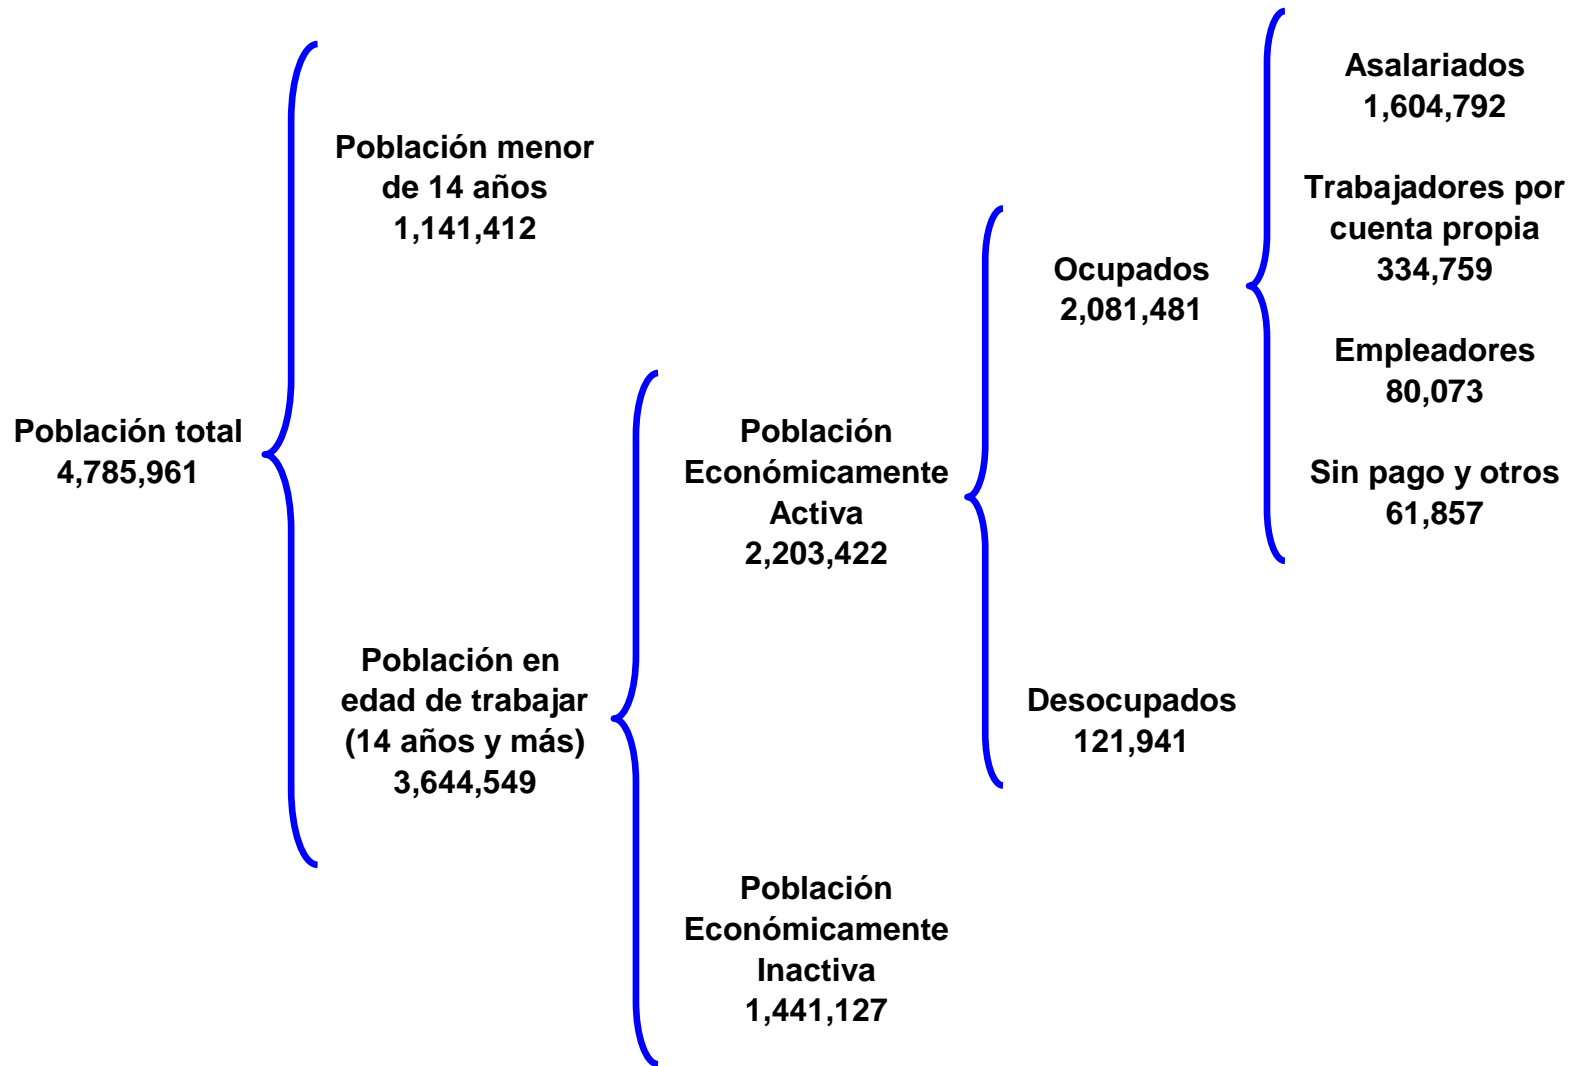 Población total
4,785,961
Población menor
de 14 años
1,141,412
Población en
edad de trabajar
(14 años y más)
3,644,549
Población
Económicamente
Activa
2,203,422
Población
Económicamente
Inactiva
1,441,127
Ocupados
2,081,481
Desocupados
121,941
Asalariados
1,604,792
Trabajadores por
cuenta propia
334,759
Empleadores
80,073
Sin pago y otros
61,857